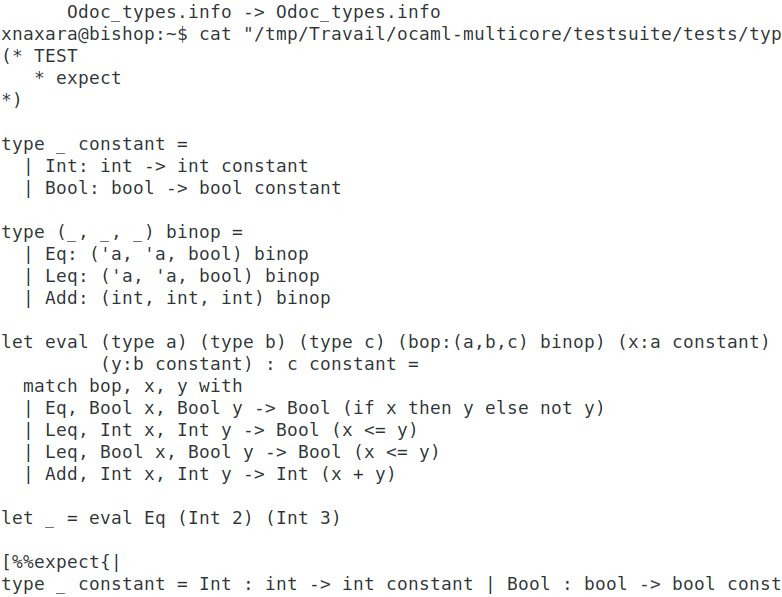 Odoc_types.info -> Odoc_types.info
xnaxara@bishop:~$ cat "/tmp/Travail/ocaml-multicore/testsuite/tests/typ
(* TEST
   * expect
*)
type _ constant =
  | Int: int -> int constant
  | Bool: bool -> bool constant
type (_, _, _) binop =
  | Eq: ('a, 'a, bool) binop
  | Leq: ('a, 'a, bool) binop
  | Add: (int, int, int) binop
let eval (type a) (type b) (type c) (bop:(a,b,c) binop) (x:a constant)
         (y:b constant) : c constant =
  match bop, x, y with
  | Eq, Bool x, Bool y -> Bool (if x then y else not y)
  | Leq, Int x, Int y -> Bool (x <= y)
  | Leq, Bool x, Bool y -> Bool (x <= y)
  | Add, Int x, Int y -> Int (x + y)
let _ = eval Eq (Int 2) (Int 3)
[%%expect{|
type _ constant = Int : int -> int constant | Bool : bool -> bool const